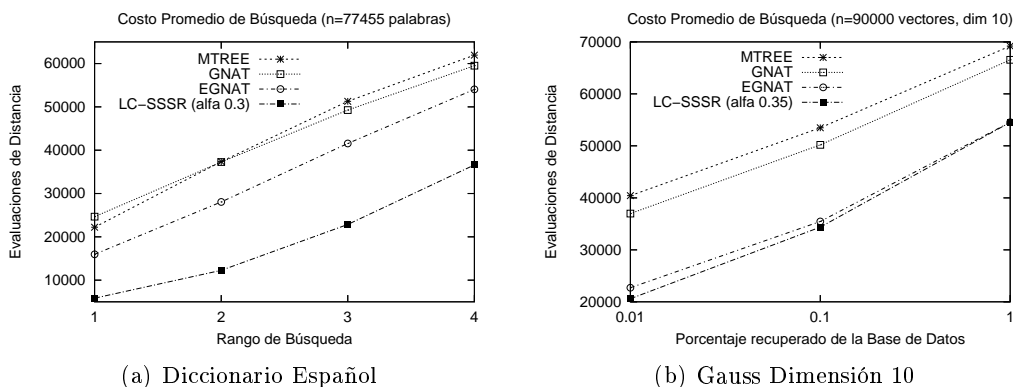 Costo Promedio de Búsqueda (n=77455 palabras)
MTREE
GNAT
EGNAT
LC-SSSR (alfa 0.3)
60000
50000
40000
30000
20000
10000
Evaluaciones de Distancia
1 2 3 4
Rango de Búsqueda
(a) Diccionario Español
Costo Promedio de Búsqueda (n=90000 vectores, dim 10)
MTREE
GNAT
EGNAT
LC-SSSR (alfa 0.35)
70000
60000
50000
40000
30000
20000
Evaluaciones de Distancia
0.01 0.1 1
Porcentaje recuperado de la Base de Datos
(b) Gauss Dimensión 10